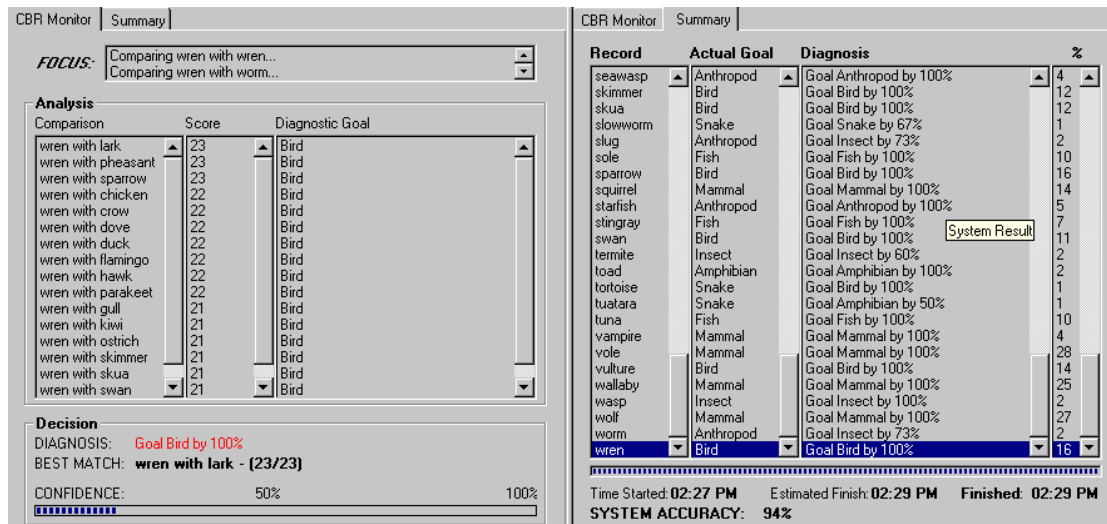 CBR Monitor Summary
FOCUS: Comparing wren with wren...
Comparing wren with worm...
Analysis
Comparison Score Diagnostic Goal
wren with lark 23 Bird
wren with pheasant 23 Bird
wren with sparrow 23 Bird
wren with chicken 22 Bird
wren with crow 22 Bird
wren with dove 22 Bird
wren with duck 22 Bird
wren with flamingo 22 Bird
wren with hawk 22 Bird
wren with parakeet 22 Bird
wren with gull 21 Bird
wren with kiwi 21 Bird
wren with ostrich 21 Bird
wren with skimmer 21 Bird
wren with skua 21 Bird
wren with swan 21 Bird
Decision
DIAGNOSIS: Goal Bird by 100%
BEST MATCH: wren with lark - (23/23)
CONFIDENCE: 50% 100%
CBR Monitor Summary
Record Actual Goal Diagnosis %
seawasp Anthropod Goal Anthropod by 100% 4
skimmer Bird Goal Bird by 100% 12
skua Bird Goal Bird by 100% 12
slowworm Snake Goal Snake by 67% 1
slug Anthropod Goal Insect by 73% 2
sole Fish Goal Fish by 100% 10
sparrow Bird Goal Bird by 100% 16
squirrel Mammal Goal Mammal by 100% 14
starfish Anthropod Goal Anthropod by 100% 5
stingray Fish Goal Fish by 100% 7
swan Bird Goal Bird by 100% System Result 11
termite Insect Goal Insect by 60% 2
toad Amphibian Goal Amphibian by 100% 2
tortoise Snake Goal Bird by 100% 1
tuatara Snake Goal Amphibian by 50% 1
tuna Fish Goal Fish by 100% 10
vampire Mammal Goal Mammal by 100% 4
vole Mammal Goal Mammal by 100% 28
vulture Bird Goal Bird by 100% 14
wallaby Mammal Goal Mammal by 100% 25
wasp Insect Goal Insect by 100% 2
wolf Mammal Goal Mammal by 100% 27
worm Anthropod Goal Insect by 73% 2
wren Bird Goal Bird by 100% 16
Time Started: 02:27 PM Estimated Finish: 02:29 PM Finished: 02:29 PM
SYSTEM ACCURACY: 94%